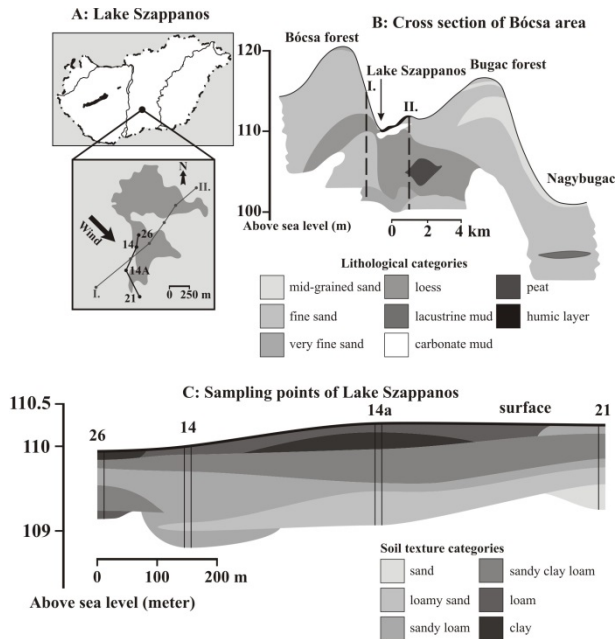 A: Lake Szappanos
N
II.
Wind
26
14
14A
I.
21
0 250 m
B: Cross section of Bócsa area
Bócsa forest
120
Lake Szappanos
Bugac forest
I.
II.
110
Nagybugac
100
Above sea level (m)
0 2 4 km
Lithological categories
mid-grained sand
loess
peat
fine sand
lacustrine mud
humic layer
very fine sand
carbonate mud
C: Sampling points of Lake Szappanos
110.5
26
14
14a
surface
21
110
109
0 100 200 m
Above sea level (meter)
Soil texture categories
sand
sandy clay loam
loamy sand
loam
sandy loam
clay